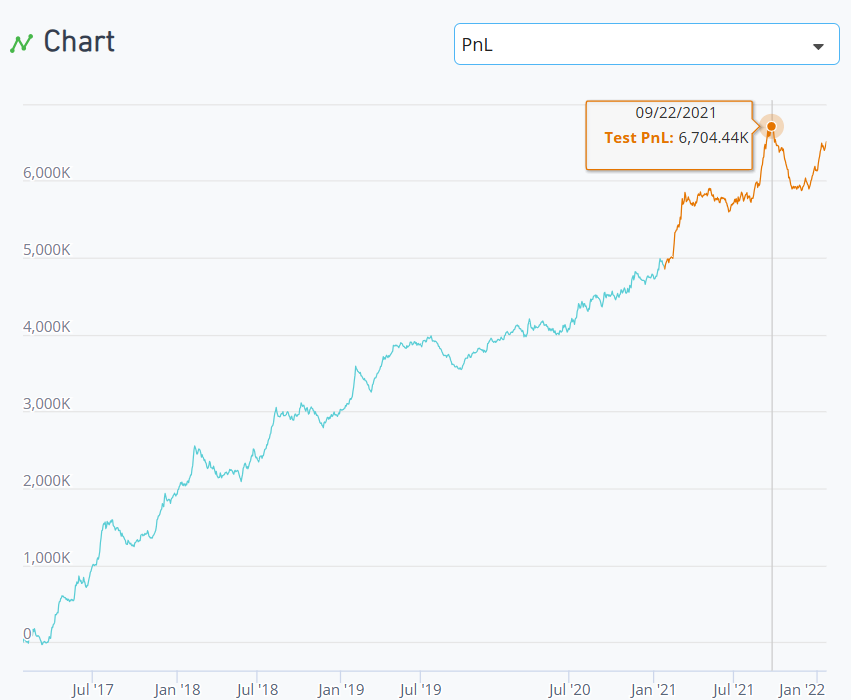 Chart
PnL
09/22/2021
Test PnL: 6,704.44K
6,000K
5,000K
4,000K
3,000K
2,000K
1,000K
0
Jul '17 Jan '18 Jul '18 Jan '19 Jul '19 Jul '20 Jan '21 Jul '21 Jan '22